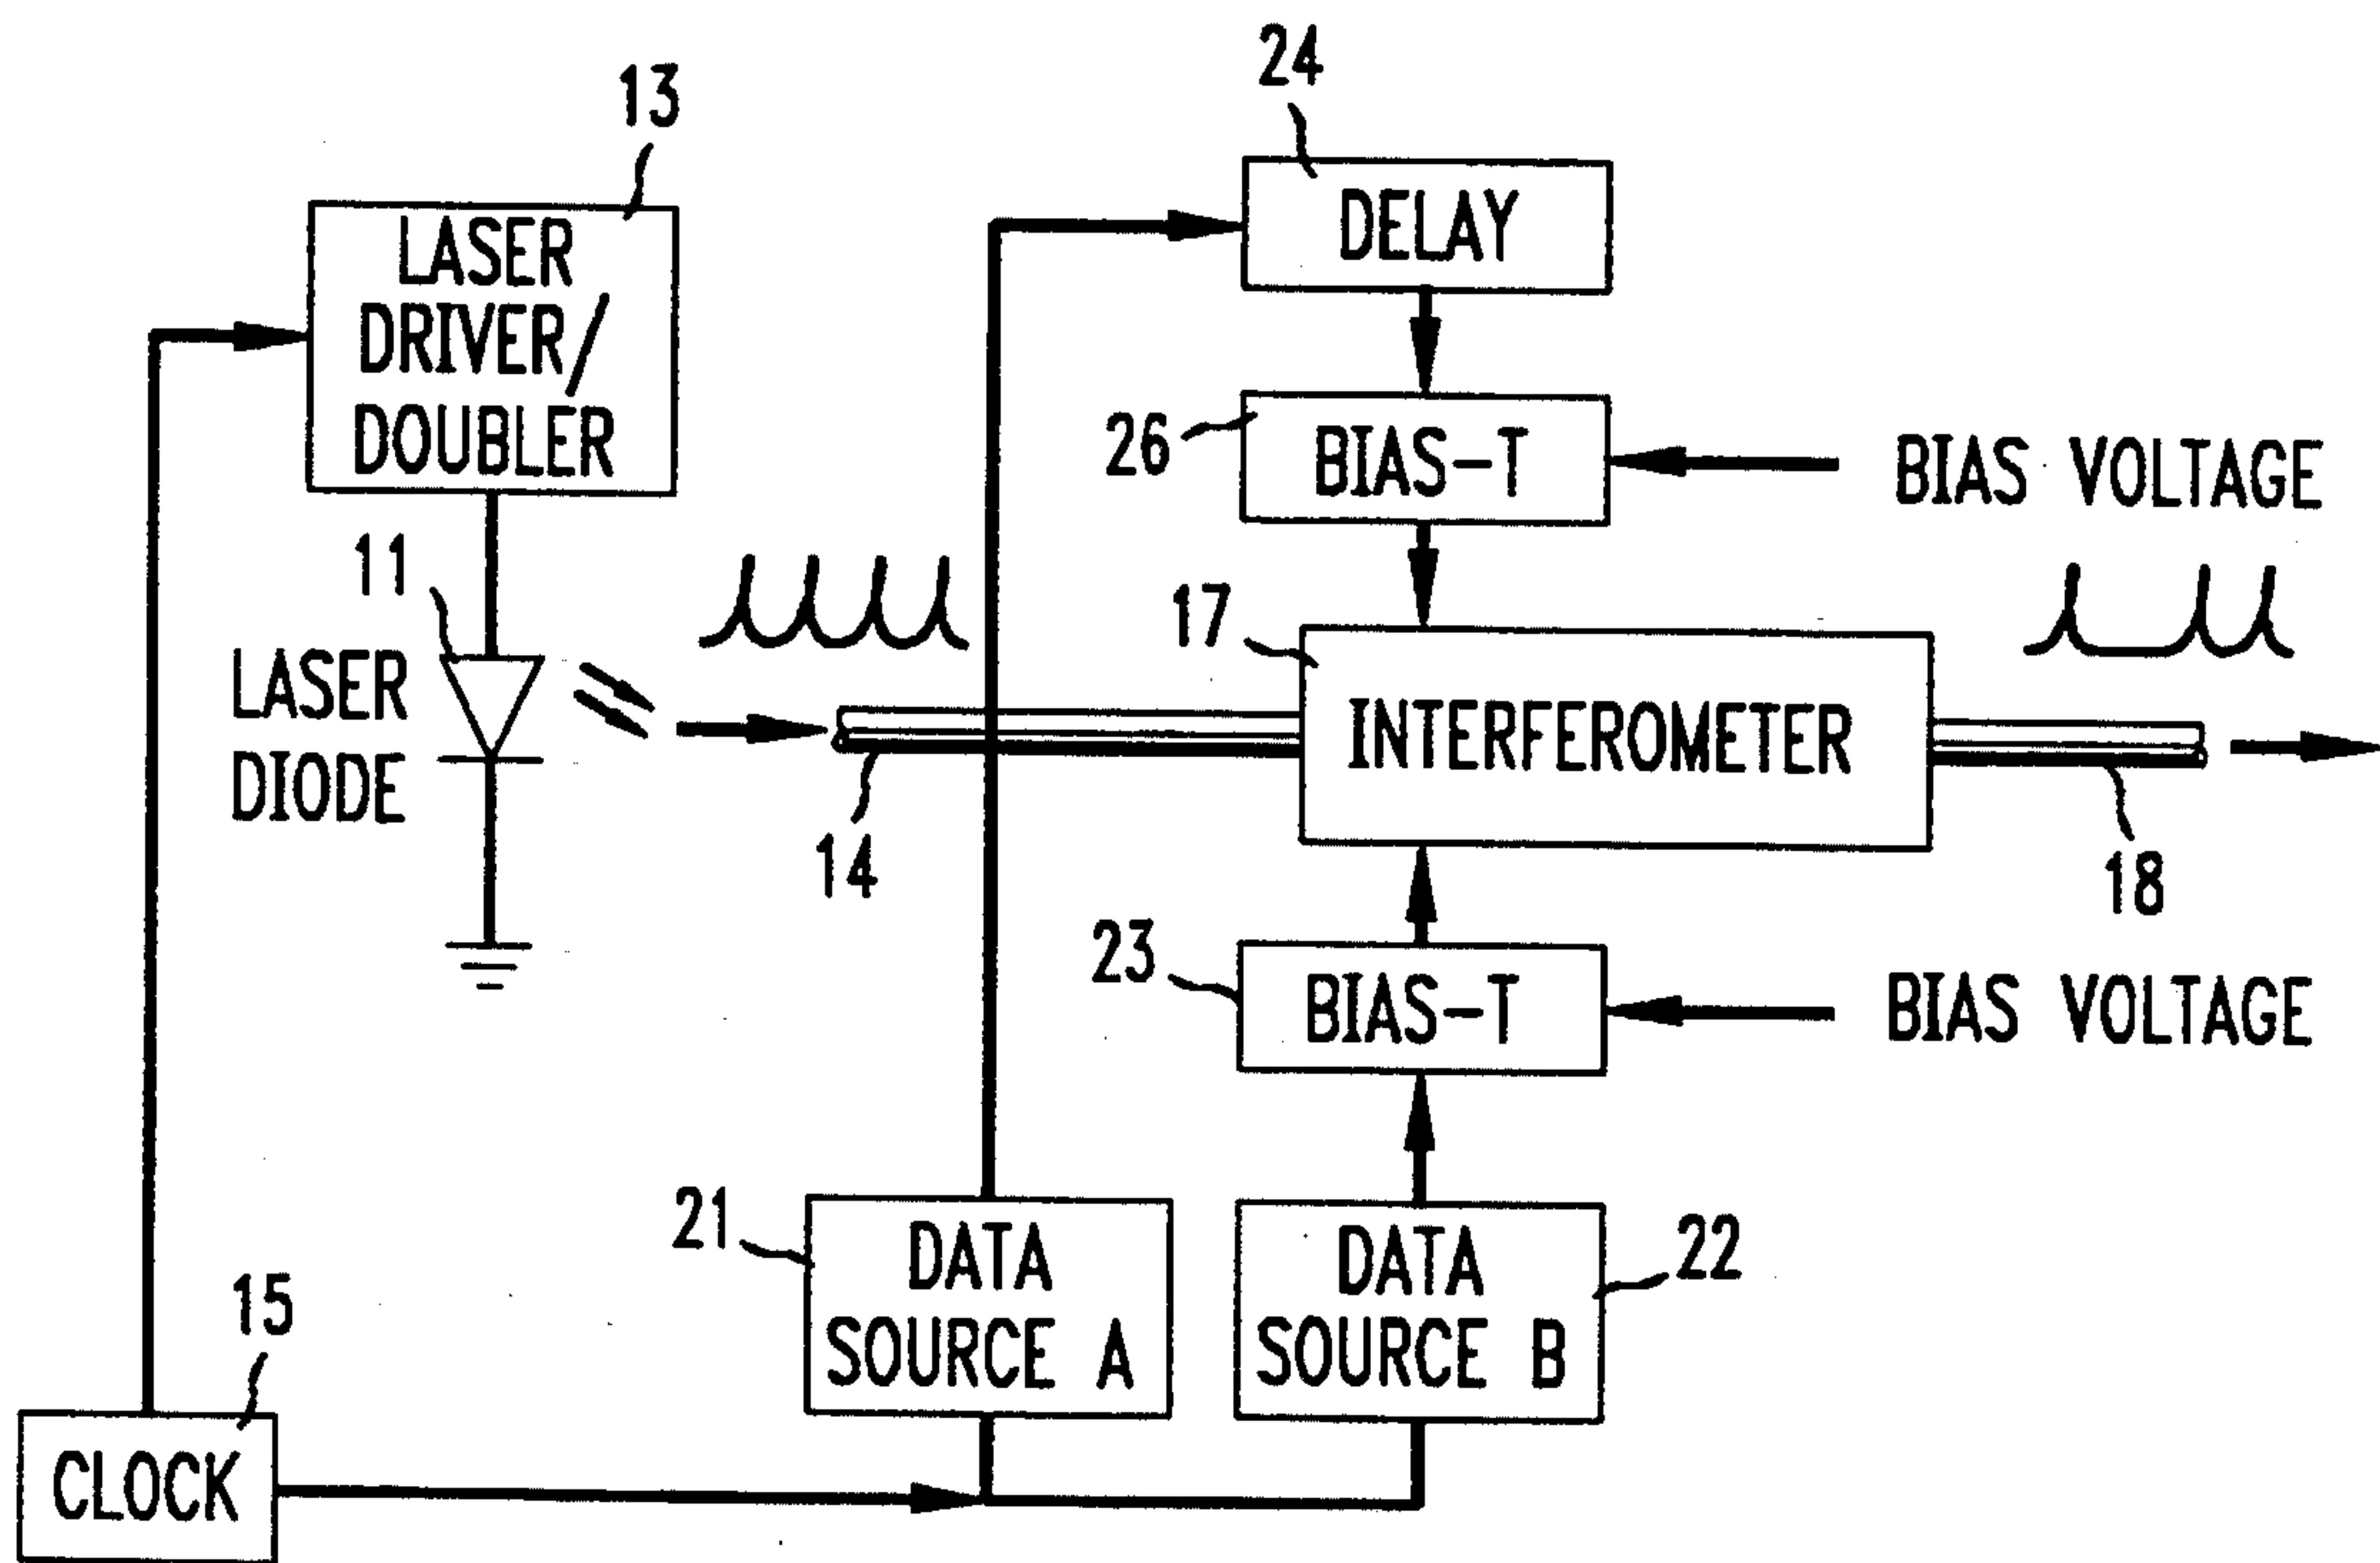 24
13
DELAY
LASER
DRIVER/
DOUBLER
26
BIAS-T
BIAS VOLTAGE
11
17
LASER
DIODE
INTERFEROMETER
14
18
23
BIAS-T
BIAS VOLTAGE
21
DATA
SOURCE A
DATA
SOURCE B
22
15
CLOCK